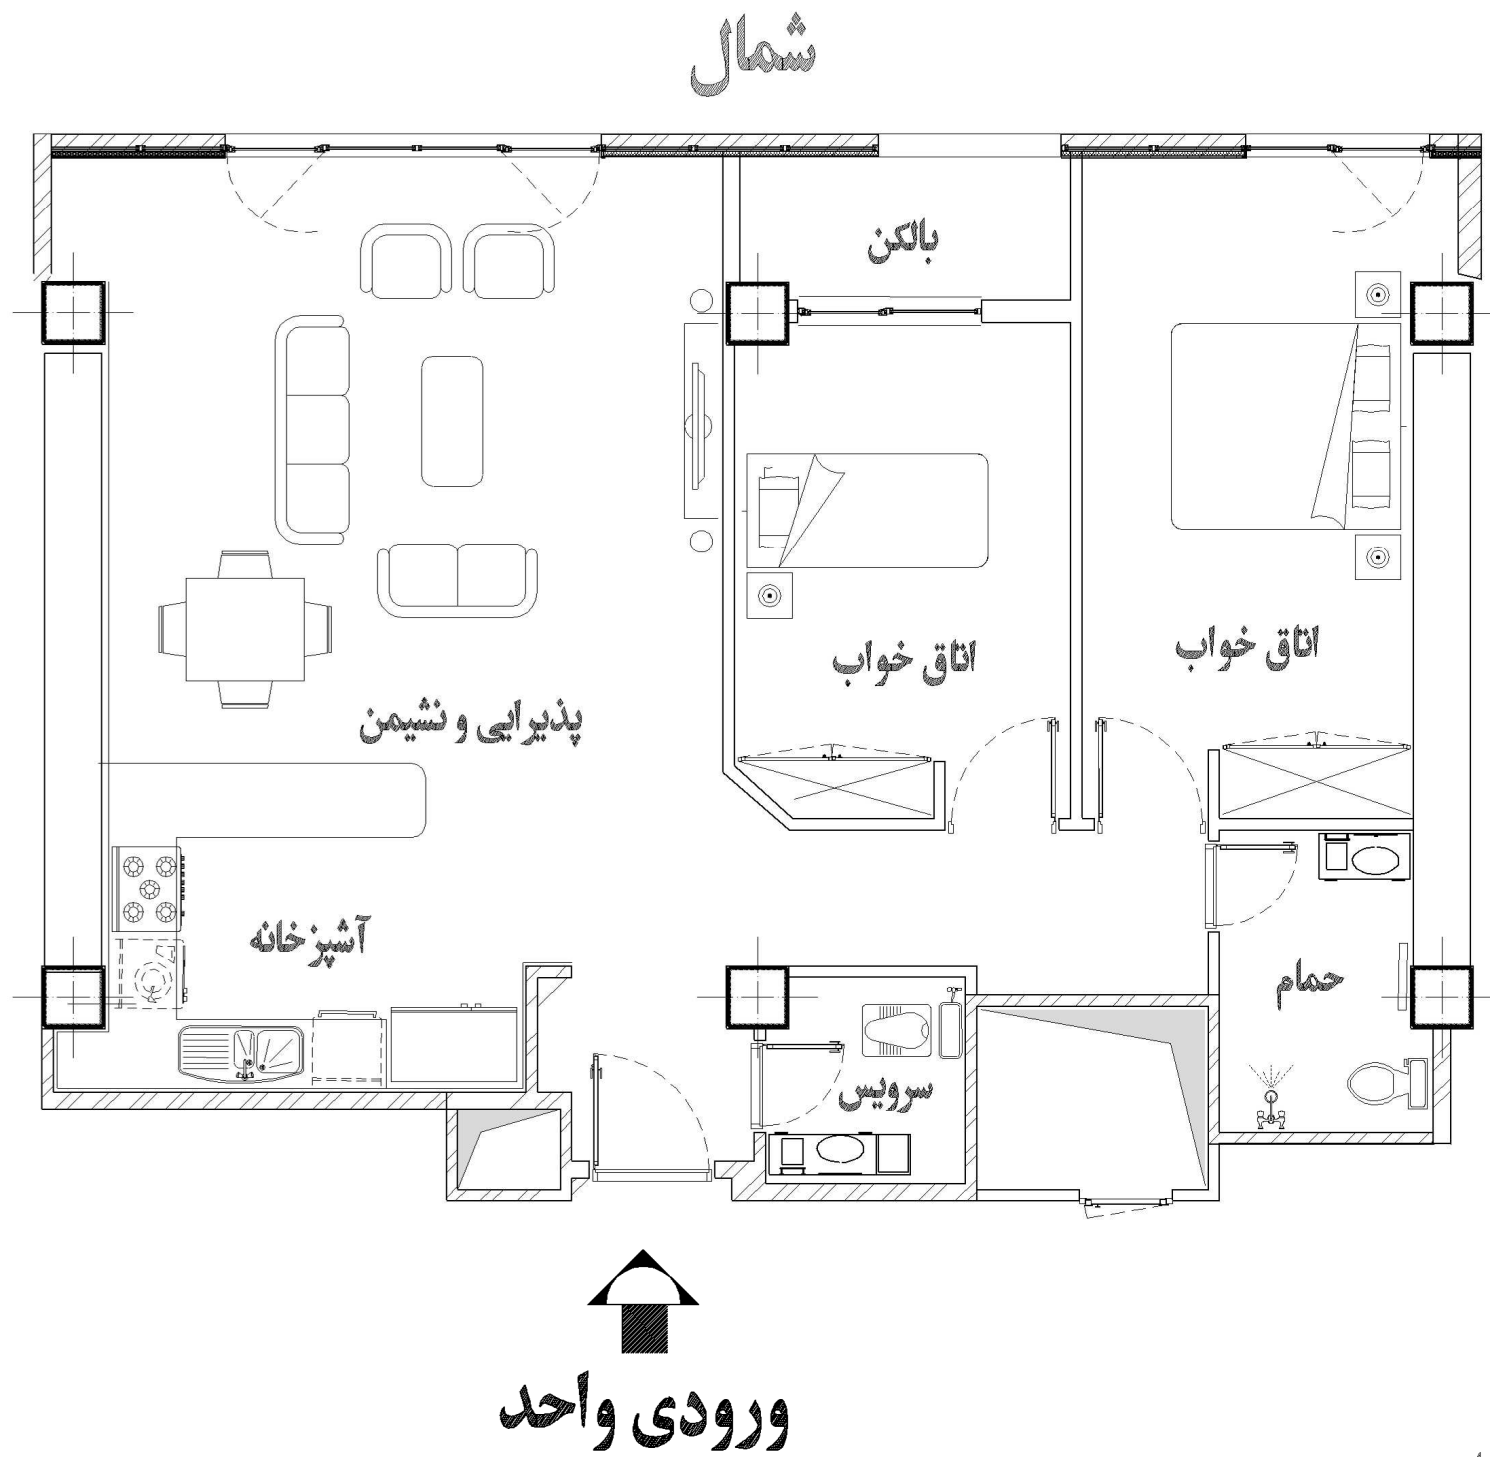 شمال
بالکن
اتاق خواب
اتاق خواب
پذیرایی و نشیمن
آشپزخانه
حمام
سرویس
ورودی واحد